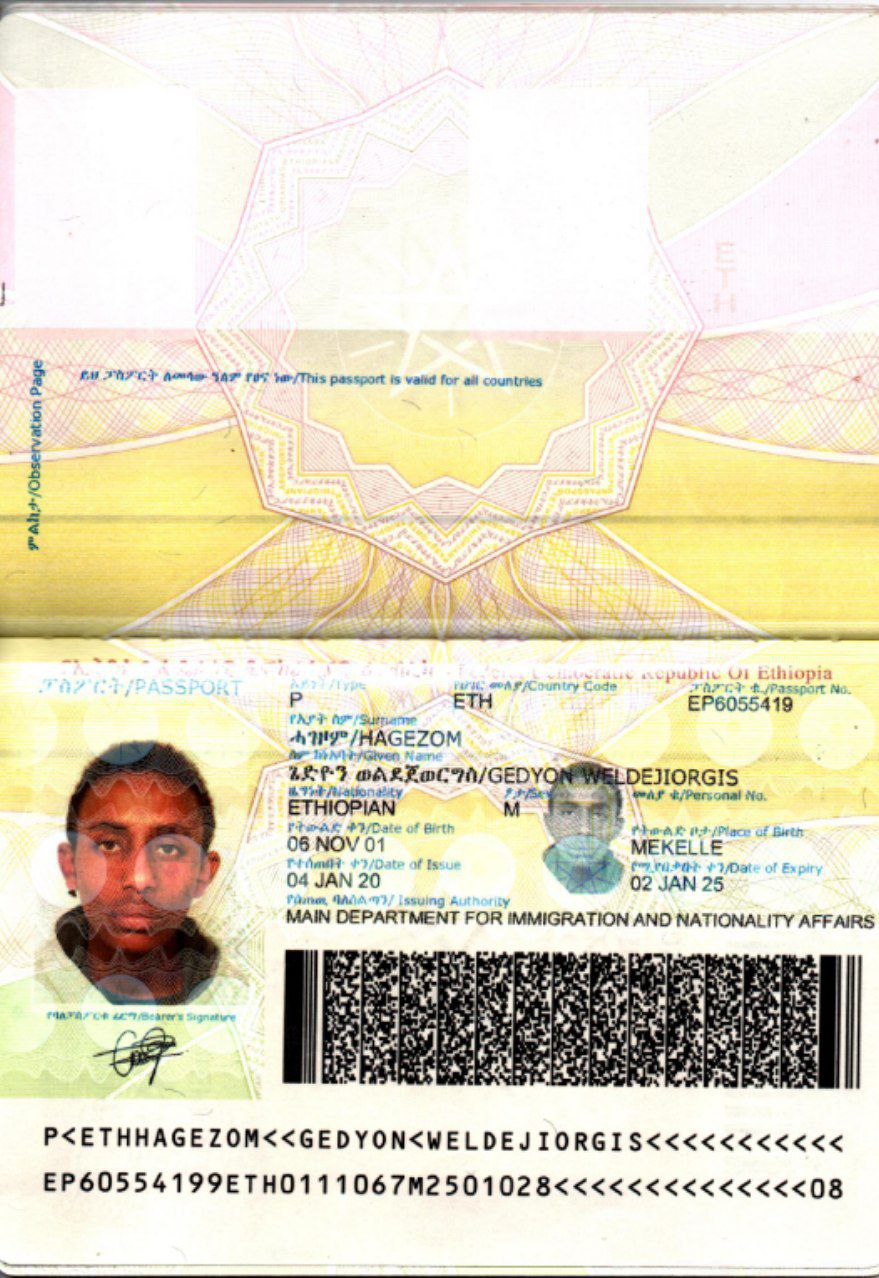 ይህ ፓስፖርት ለመላው ዓለም የፀና ነው/This passport is valid for all countries
ምልከታ/Observation Page
Democratic Republic Of Ethiopia
ፓስፖርት/PASSPORT
ዓይነት/Type
የሀገር መለያ/Country Code
ፓስፖርት ቁ./Passport No.
P
ETH
EP6055419
የአያት ስም/Surname
ሓጎዞም/HAGEZOM
ስም ከነአባት/Given Name
ጌድዮን ወልደጀወርግስ/GEDYON WELDEJIORGIS
ዜግነት/Nationality
ፆታ/Sex
መለያ ቁ/Personal No.
ETHIOPIAN
M
የትውልድ ቀን/Date of Birth
የትውልድ ቦታ/Place of Birth
06 NOV 01
MEKELLE
የተሰጠበት ቀን/Date of Issue
የሚያበቃበት ቀን/Date of Expiry
04 JAN 20
02 JAN 25
የሰጠዉ ባለስልጣን/ Issuing Authority
MAIN DEPARTMENT FOR IMMIGRATION AND NATIONALITY AFFAIRS
የባለፓስፖርቱ ፊርማ/Bearer's Signature
P<ETHHAGEZOM<<GEDYON<WELDEJIORGIS<<<<<<<<<<<
EP60554199ETH0111067M2501028<<<<<<<<<<<<<<08